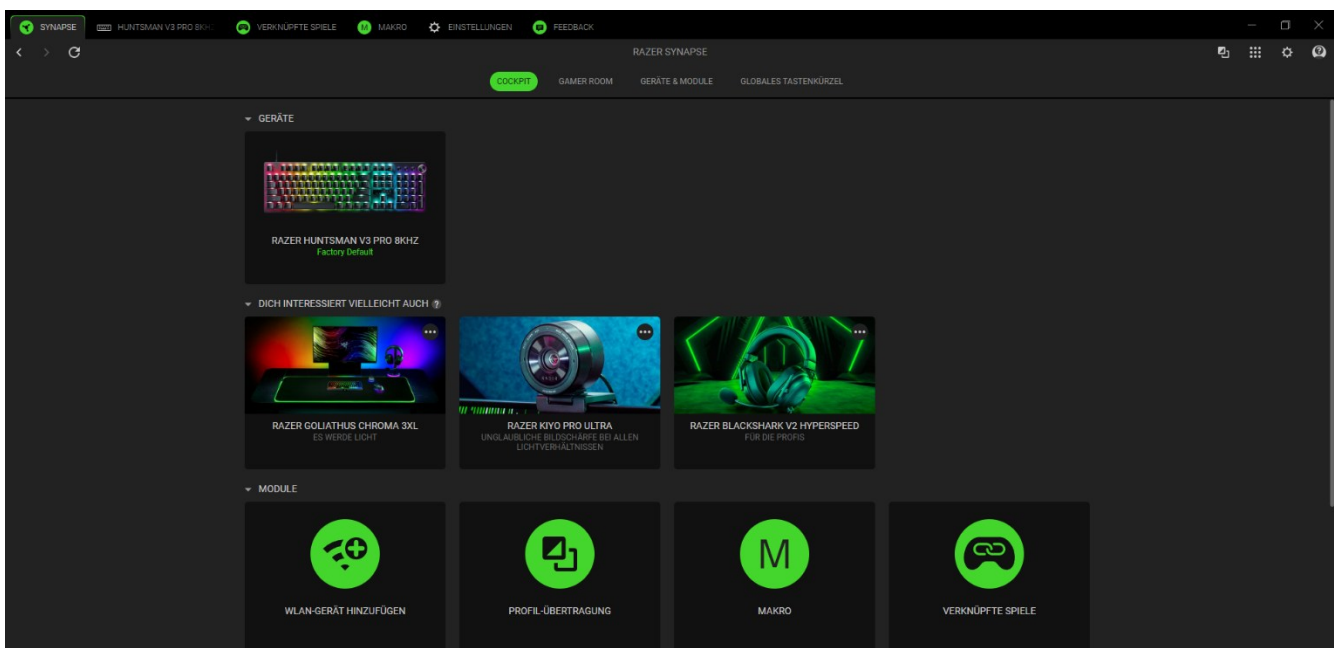 SYNAPSE
HUNTSMAN V3 PRO 8KHZ
VERKNÜPFTE SPIELE
MAKRO
EINSTELLUNGEN
FEEDBACK
RAZER SYNAPSE
COCKPIT
GAMER ROOM
GERÄTE & MODULE
GLOBALES TASTENKÜRZEL
GERÄTE
RAZER HUNTSMAN V3 PRO 8KHZ
Factory Default
DICH INTERESSIERT VIELLEICHT AUCH ?
RAZER GOLIATHUS CHROMA 3XL
ES WERDE LICHT
RAZER KIYO PRO ULTRA
UNGLAUBLICHE BILDSCHÄRFE BEI ALLEN
LICHTVERHÄLTNISSEN
RAZER BLACKSHARK V2 HYPERSPEED
FÜR DIE PROFIS
MODULE
WLAN-GERÄT HINZUFÜGEN
PROFIL-ÜBERTRAGUNG
M
MAKRO
VERKNÜPFTE SPIELE